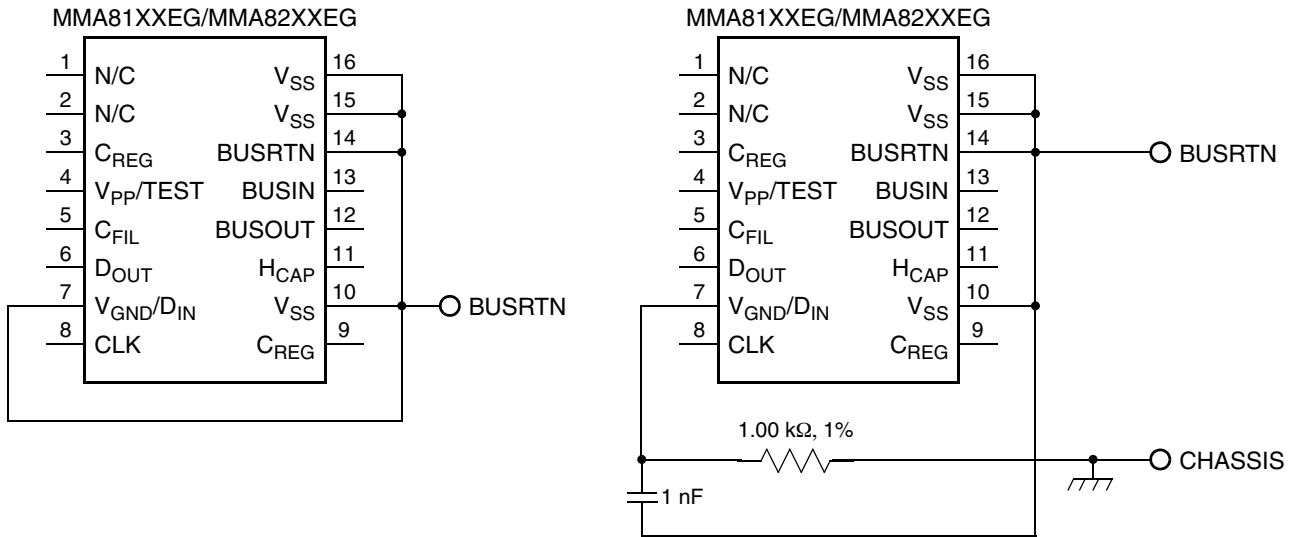 MMA81XXEG/MMA82XXEG
1 N/C VSS 16
2 N/C VSS 15
3 CREG BUSRTN 14
4 VPP/TEST BUSIN 13
5 CFIL BUSOUT 12
6 DOUT HCAP 11
7 VGND/DIN VSS 10
8 CLK CREG 9
BUSRTN
MMA81XXEG/MMA82XXEG
1 N/C VSS 16
2 N/C VSS 15
3 CREG BUSRTN 14
4 VPP/TEST BUSIN 13
5 CFIL BUSOUT 12
6 DOUT HCAP 11
7 VGND/DIN VSS 10
8 CLK CREG 9
BUSRTN
1.00 kΩ, 1%
CHASSIS
1 nF